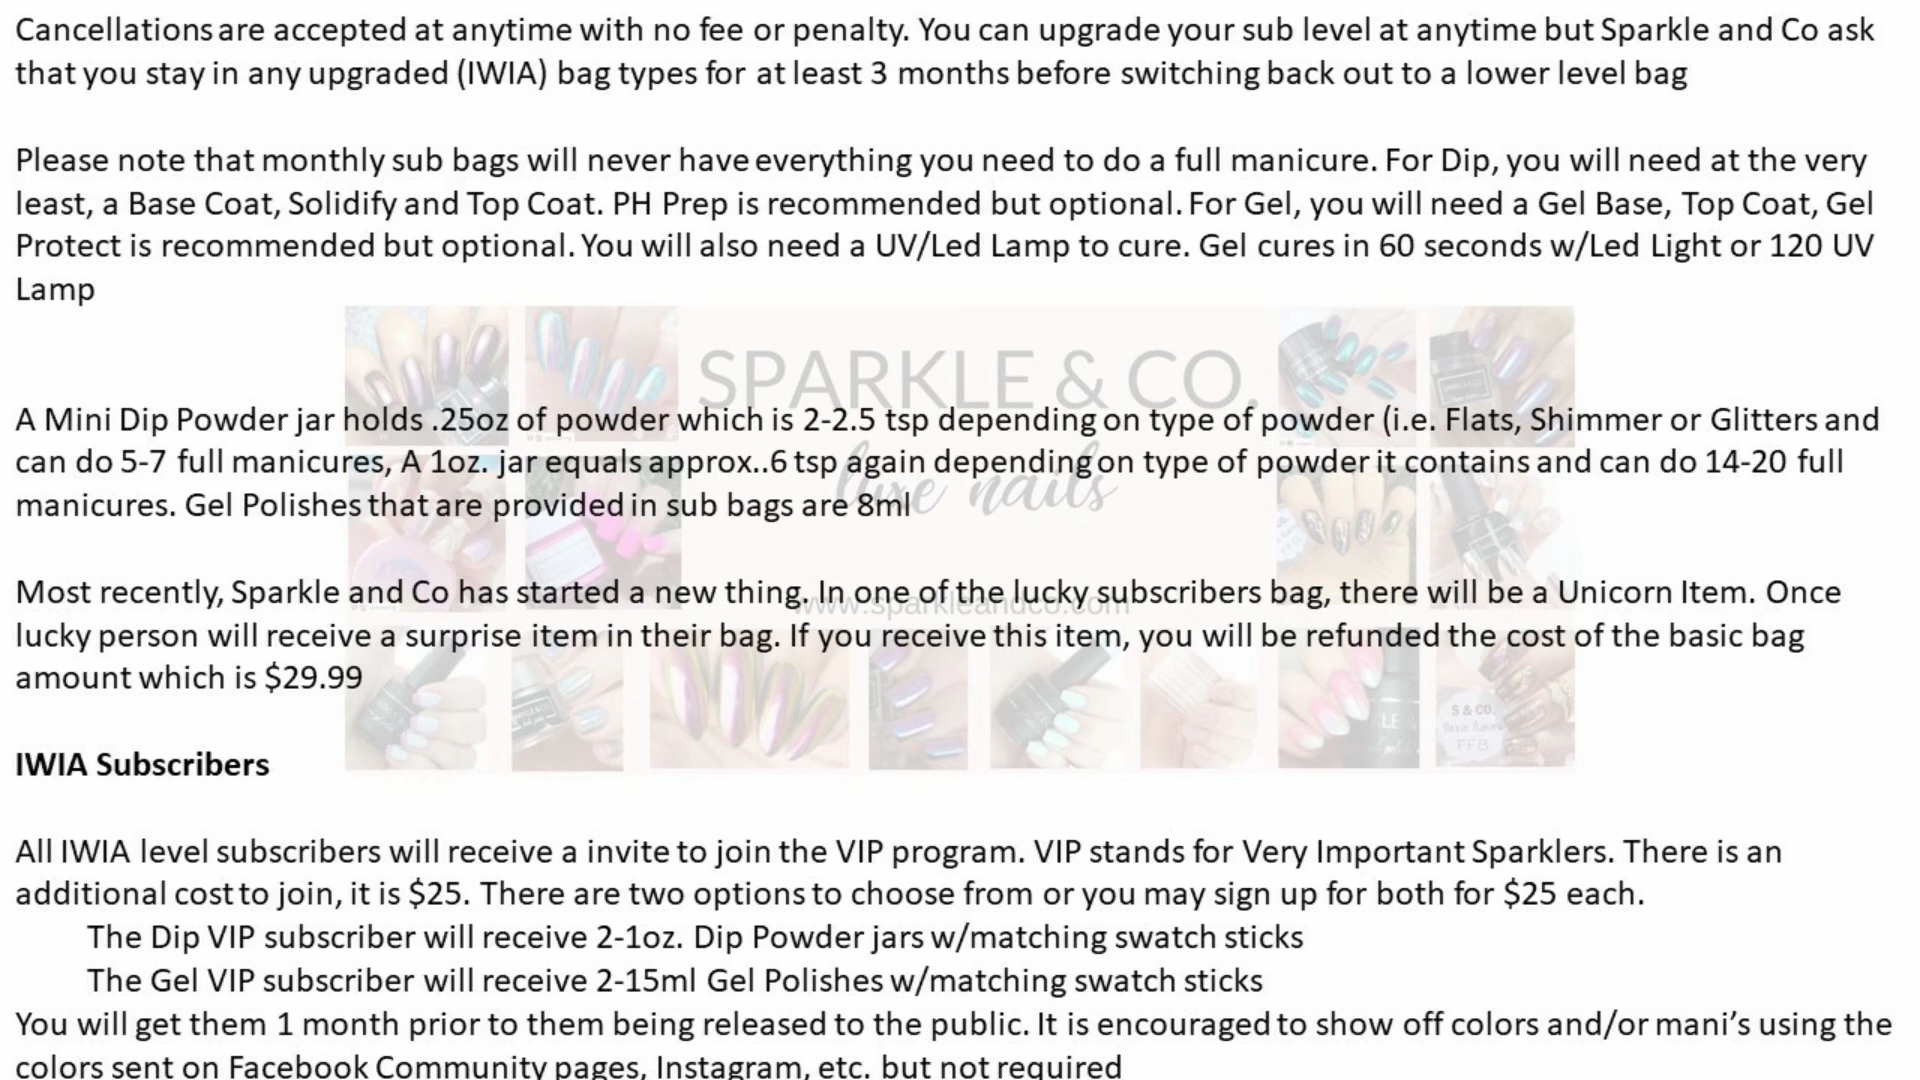 Cancellations are accepted at anytime with no fee or penalty. You can upgrade your sub level at anytime but Sparkle and Co ask
that you stay in any upgraded (IWIA) bag types for at least 3 months before switching back out to a lower level bag
Please note that monthly sub bags will never have everything you need to do a full manicure. For Dip, you will need at the very
least, a Base Coat, Solidify and Top Coat. PH Prep is recommended but optional. For Gel, you will need a Gel Base, Top Coat, Gel
Protect is recommended but optional. You will also need a UV/Led Lamp to cure. Gel cures in 60 seconds w/Led Light or 120 UV
Lamp
SPARKLE & CO.
A Mini Dip Powder jar holds .25oz of powder which is 2-2.5 tsp depending on type of powder (i.e. Flats, Shimmer or Glitters and
can do 5-7 full manicures, A 1oz. jar equals approx..6 tsp again depending on type of powder it contains and can do 14-20 full
luxe nails
manicures. Gel Polishes that are provided in sub bags are 8ml
Most recently, Sparkle and Co has started a new thing. In one of the lucky subscribers bag, there will be a Unicorn Item. Once
www.sparkleandco.com
lucky person will receive a surprise item in their bag. If you receive this item, you will be refunded the cost of the basic bag
amount which is $29.99
S & CO.
FF8
IWIA Subscribers
All IWIA level subscribers will receive a invite to join the VIP program. VIP stands for Very Important Sparklers. There is an
additional cost to join, it is $25. There are two options to choose from or you may sign up for both for $25 each.
The Dip VIP subscriber will receive 2-1oz. Dip Powder jars w/matching swatch sticks
The Gel VIP subscriber will receive 2-15ml Gel Polishes w/matching swatch sticks
You will get them 1 month prior to them being released to the public. It is encouraged to show off colors and/or mani’s using the
colors sent on Facebook Community pages, Instagram, etc. but not required